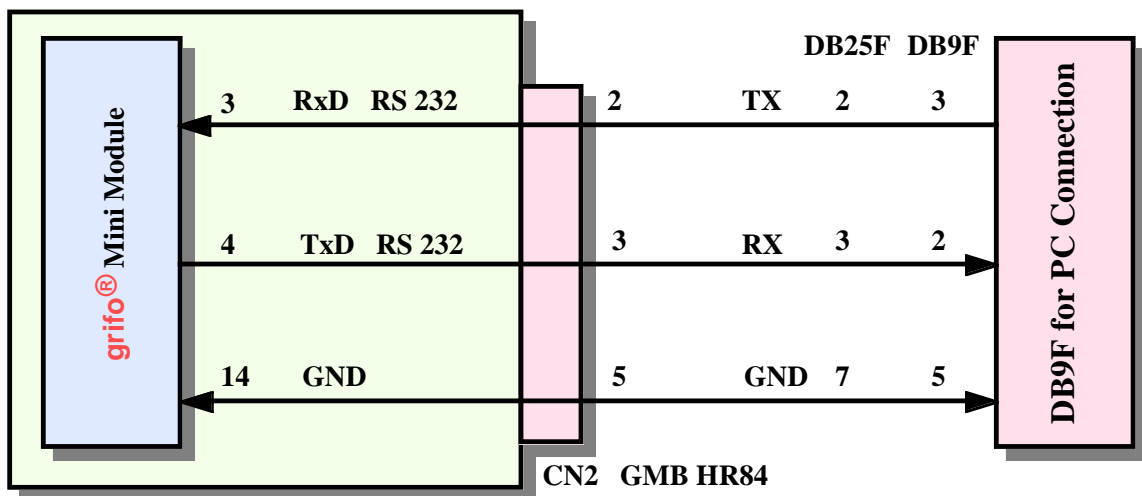 DB25F DB9F
3 RxD RS 232 2 TX 2 3
4 TxD RS 232 3 RX 3 2
14 GND 5 GND 7 5
grifo® Mini Module
DB9F for PC Connection
CN2 GMB HR84